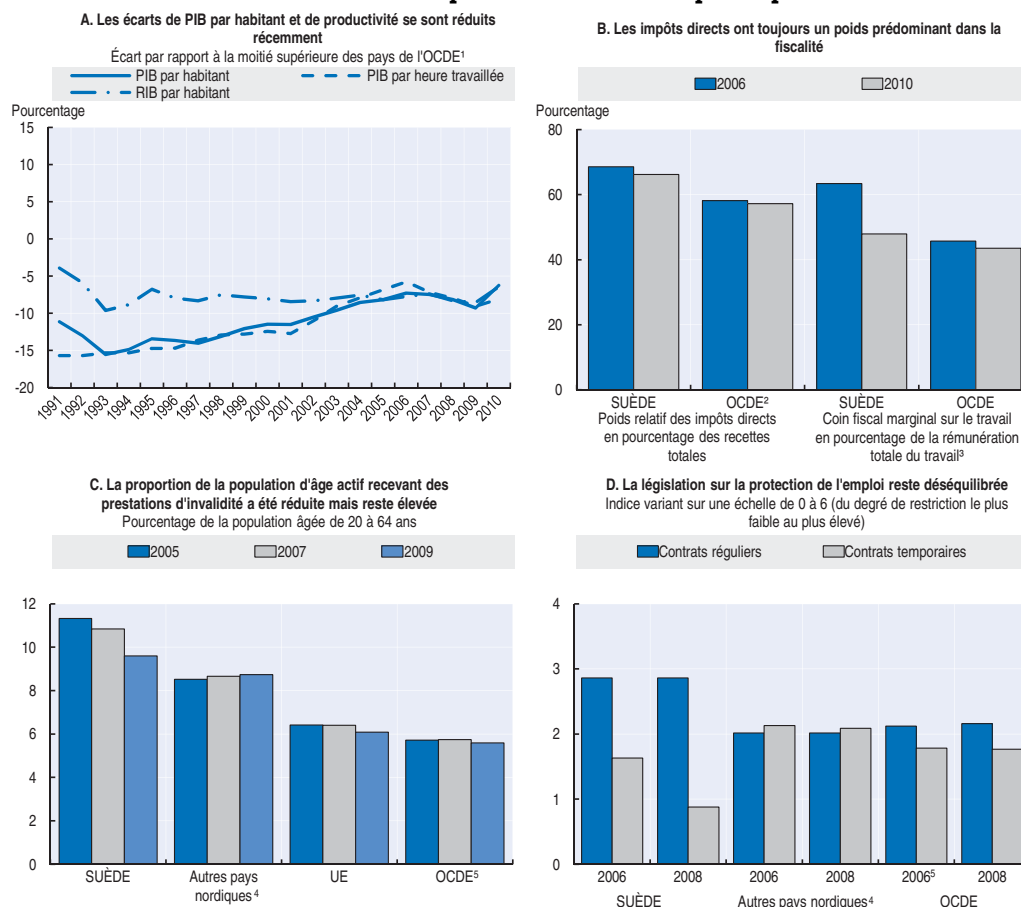 A. Les écarts de PIB par habitant et de productivité se sont réduits
récemment
Écart par rapport à la moitié supérieure des pays de l'OCDE¹
PIB par habitant
PIB par heure travaillée
RIB par habitant
Pourcentage
15
10
5
0
-5
-10
-15
-20
1991 1992 1993 1994 1995 1996 1997 1998 1999 2000 2001 2002 2003 2004 2005 2006 2007 2008 2009 2010
B. Les impôts directs ont toujours un poids prédominant dans la
fiscalité
2006 2010
Pourcentage
80
60
40
20
0
SUÈDE OCDE² SUÈDE OCDE
Poids relatif des impôts directs
en pourcentage des recettes
totales
Coin fiscal marginal sur le travail
en pourcentage de la rémunération
totale du travail³
C. La proportion de la population d'âge actif recevant des
prestations d'invalidité a été réduite mais reste élevée
Pourcentage de la population âgée de 20 à 64 ans
2005 2007 2009
12
10
8
6
4
2
0
SUÈDE Autres pays UE OCDE⁵
nordiques⁴
D. La législation sur la protection de l'emploi reste déséquilibrée
Indice variant sur une échelle de 0 à 6 (du degré de restriction le plus
faible au plus élevé)
Contrats réguliers Contrats temporaires
4
3
2
1
0
2006 2008 2006 2008 2006⁵ 2008
SUÈDE Autres pays nordiques⁴ OCDE